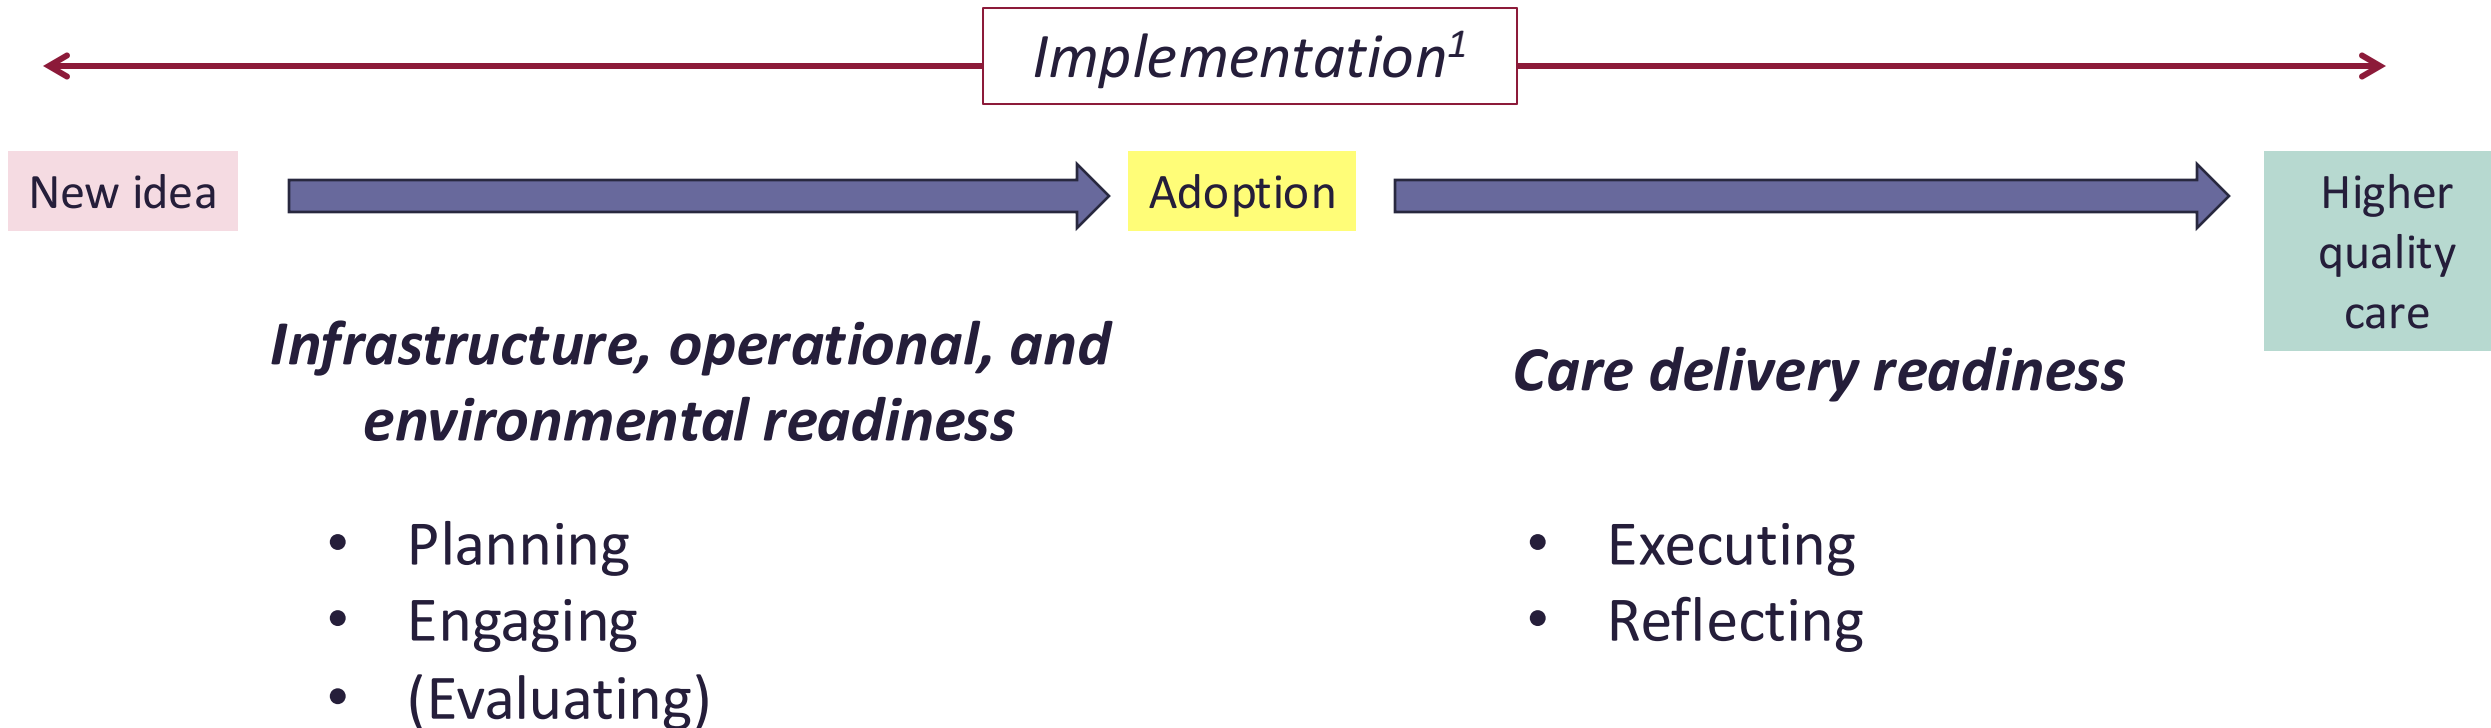 Implementation¹
New idea
Adoption
Higher
quality
care
Infrastructure, operational, and
environmental readiness
• Planning
• Engaging
• (Evaluating)
Care delivery readiness
• Executing
• Reflecting